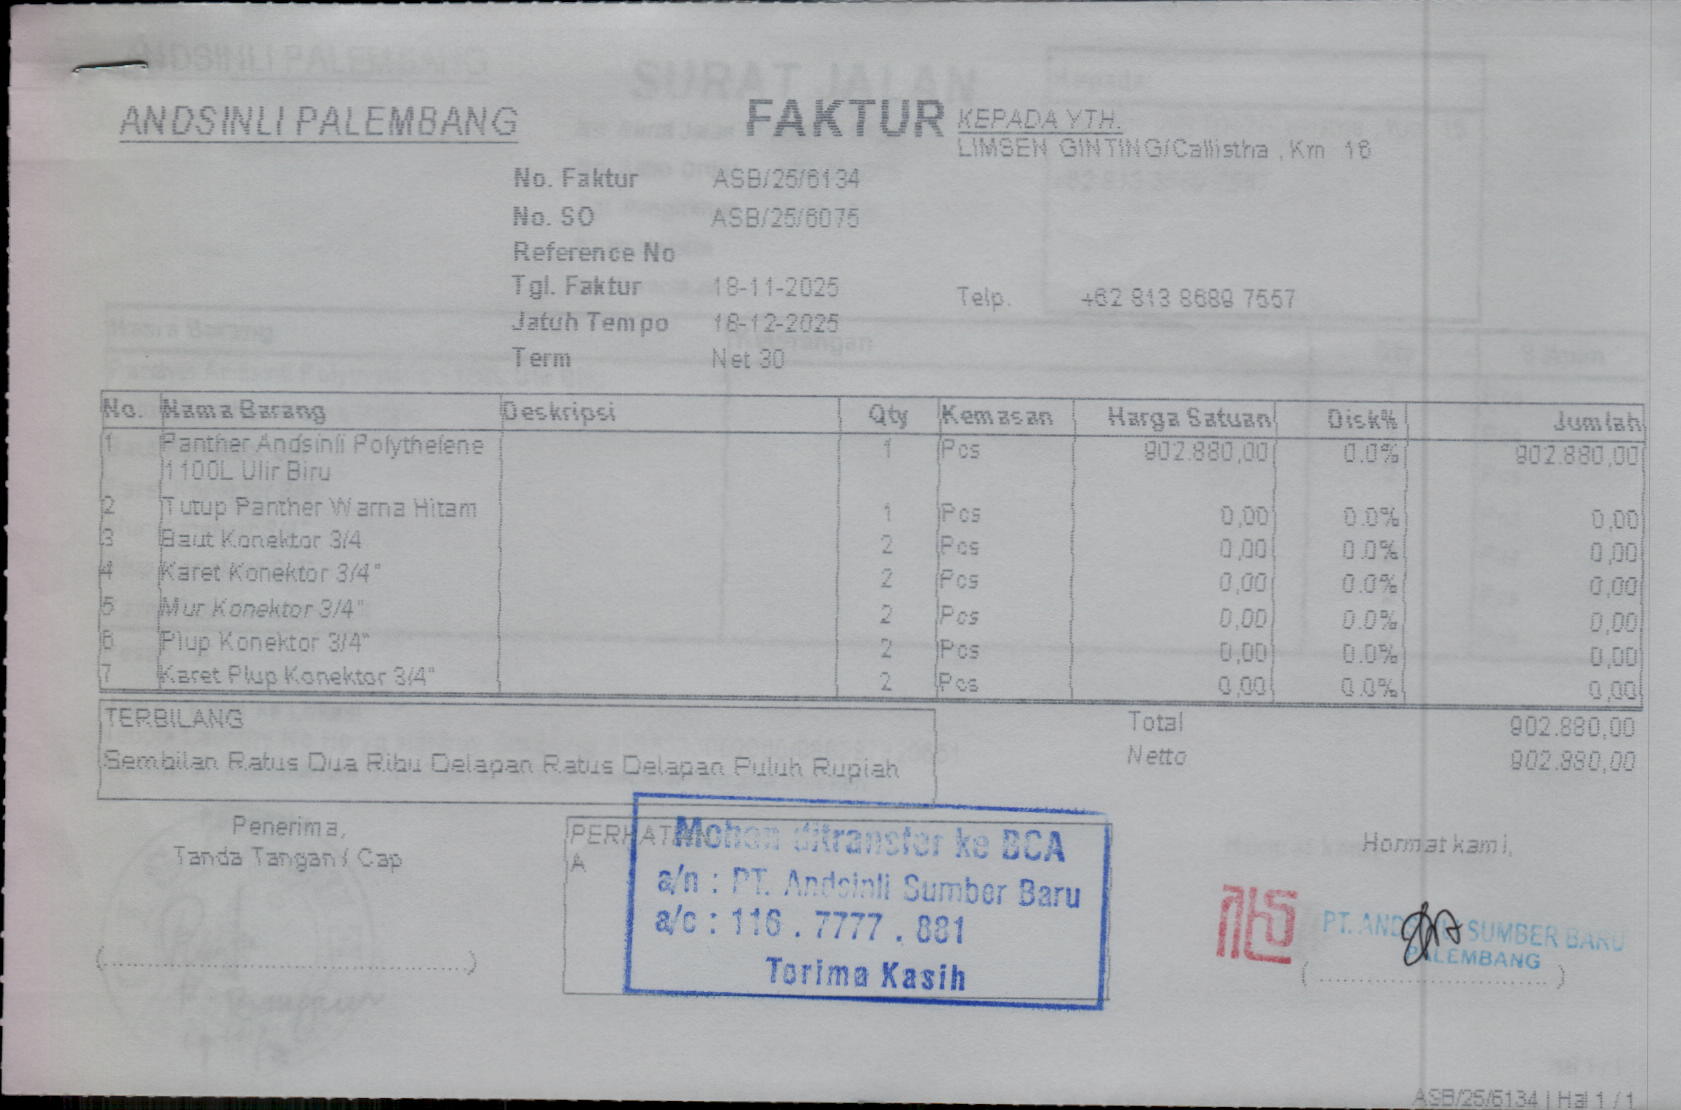 ANDSINLI PALEMBANG
FAKTUR
KEPADA YTH.
LIMSEN GINTING/Callistha , Km 16
No. Faktur ASB/25/6134
No. SO ASB/25/6075
Reference No
Tgl. Faktur 18-11-2025
Jatuh Tempo 18-12-2025
Term Net 30
Telp. +62 813 8689 7557
No. Nama Barang Deskripsi Qty Kemasan Harga Satuan Disk% Jumlah
1 Panther Andsinli Polythelene 1 Pcs 902.880,00 0.0% 902.880,00
1100L Ulir Biru
2 Tutup Panther Warna Hitam 1 Pcs 0,00 0.0% 0,00
3 Baut Konektor 3/4 2 Pcs 0,00 0.0% 0,00
4 Karet Konektor 3/4" 2 Pcs 0,00 0.0% 0,00
5 Mur Konektor 3/4" 2 Pcs 0,00 0.0% 0,00
6 Plup Konektor 3/4" 2 Pcs 0,00 0.0% 0,00
7 Karet Plup Konektor 3/4" 2 Pcs 0,00 0.0% 0,00
TERBILANG
Sembilan Ratus Dua Ribu Delapan Ratus Delapan Puluh Rupiah
Total 902.880,00
Netto 902.880,00
Penerima,
Tanda Tangan / Cap
PERHATI
A
Mohon ditransfer ke BCA
a/n : PT. Andsinli Sumber Baru
a/c : 116 . 7777 . 881
Terima Kasih
Hormat kami,
PT. ANDSINLI SUMBER BARU
PALEMBANG
ASB/25/6134 | Hal 1 / 1